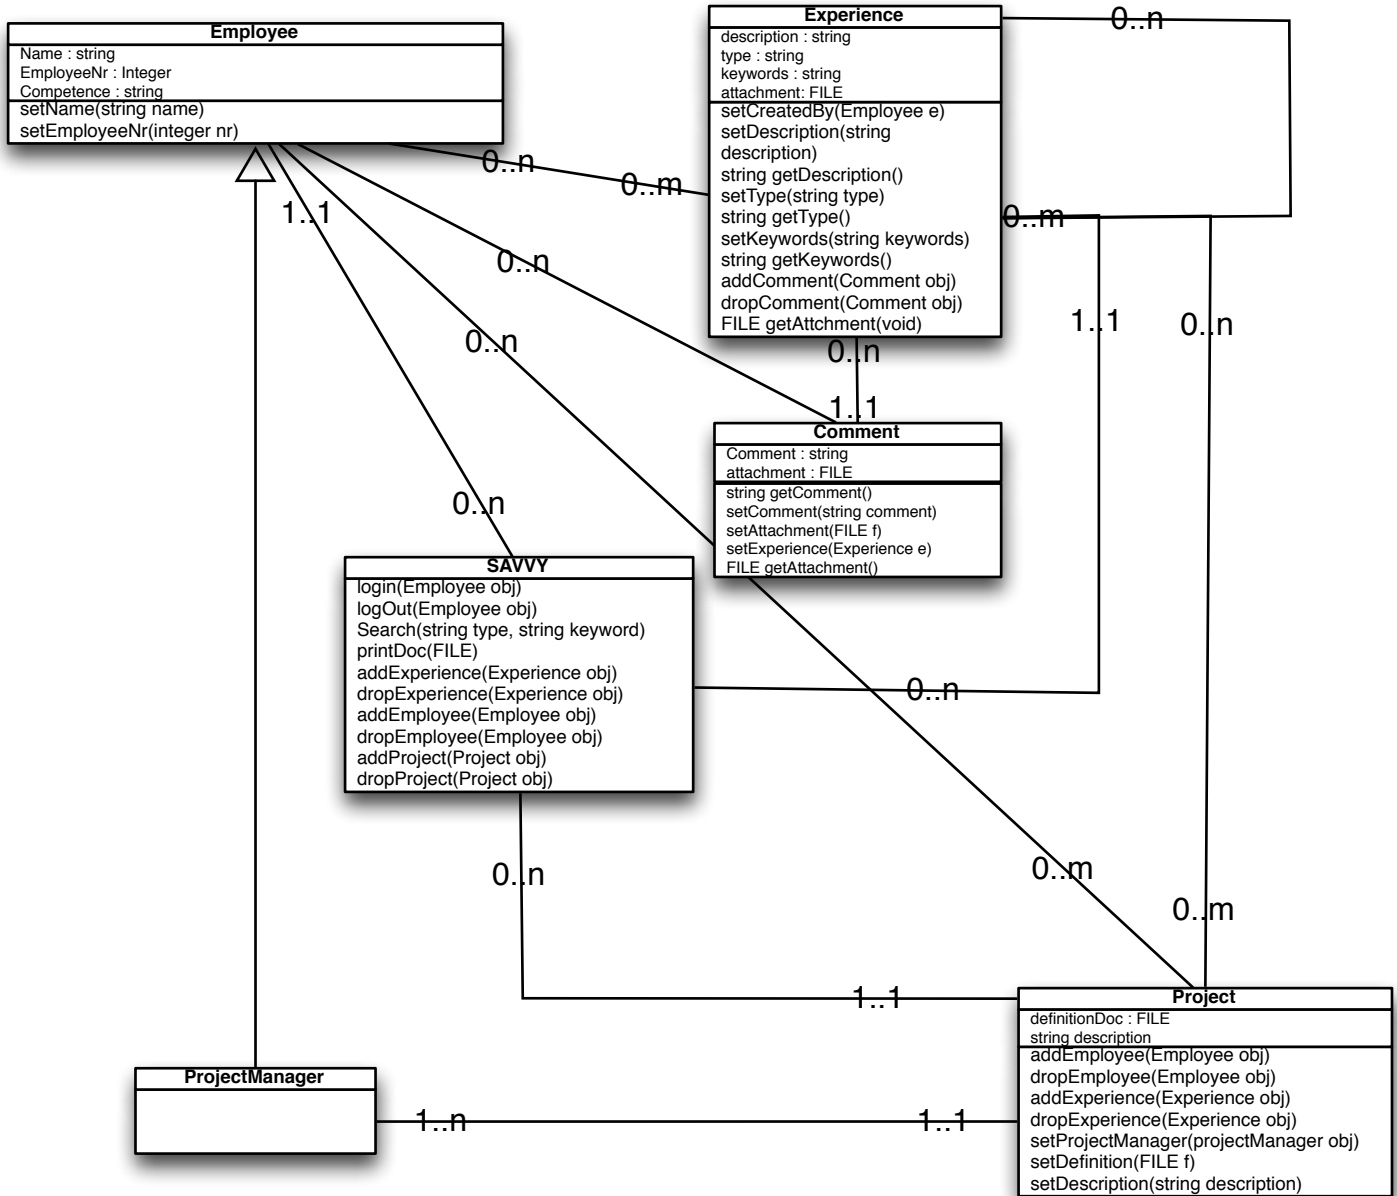 Employee
Name : string
EmployeeNr : Integer
Competence : string
setName(string name)
setEmployeeNr(integer nr)
Experience
description : string
type : string
keywords : string
attachment: FILE
setCreatedBy(Employee e)
setDescription(string
description)
string getDescription()
setType(string type)
string getType()
setKeywords(string keywords)
string getKeywords()
addComment(Comment obj)
dropComment(Comment obj)
FILE getAttchment(void)
0..n
0..n
0..m
1..1
0..m
0..n
0..n
1..1
0..n
0..n
1..1
Comment
Comment : string
attachment : FILE
string getComment()
setComment(string comment)
setAttachment(FILE f)
setExperience(Experience e)
FILE getAttachment()
0..n
SAVVY
login(Employee obj)
logOut(Employee obj)
Search(string type, string keyword)
printDoc(FILE)
addExperience(Experience obj)
dropExperience(Experience obj)
addEmployee(Employee obj)
dropEmployee(Employee obj)
addProject(Project obj)
dropProject(Project obj)
0..n
0..n
0..m
0..m
1..1
Project
definitionDoc : FILE
string description
addEmployee(Employee obj)
dropEmployee(Employee obj)
addExperience(Experience obj)
dropExperience(Experience obj)
setProjectManager(projectManager obj)
setDefinition(FILE f)
setDescription(string description)
ProjectManager
1..n
1..1